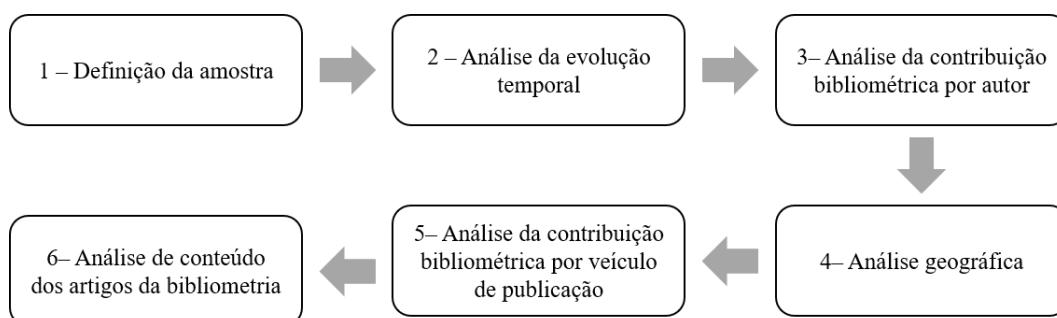 1 – Definição da amostra
2 – Análise da evolução
temporal
3– Análise da contribuição
bibliométrica por autor
4– Análise geográfica
5– Análise da contribuição
bibliométrica por veículo
de publicação
6– Análise de conteúdo
dos artigos da bibliometria